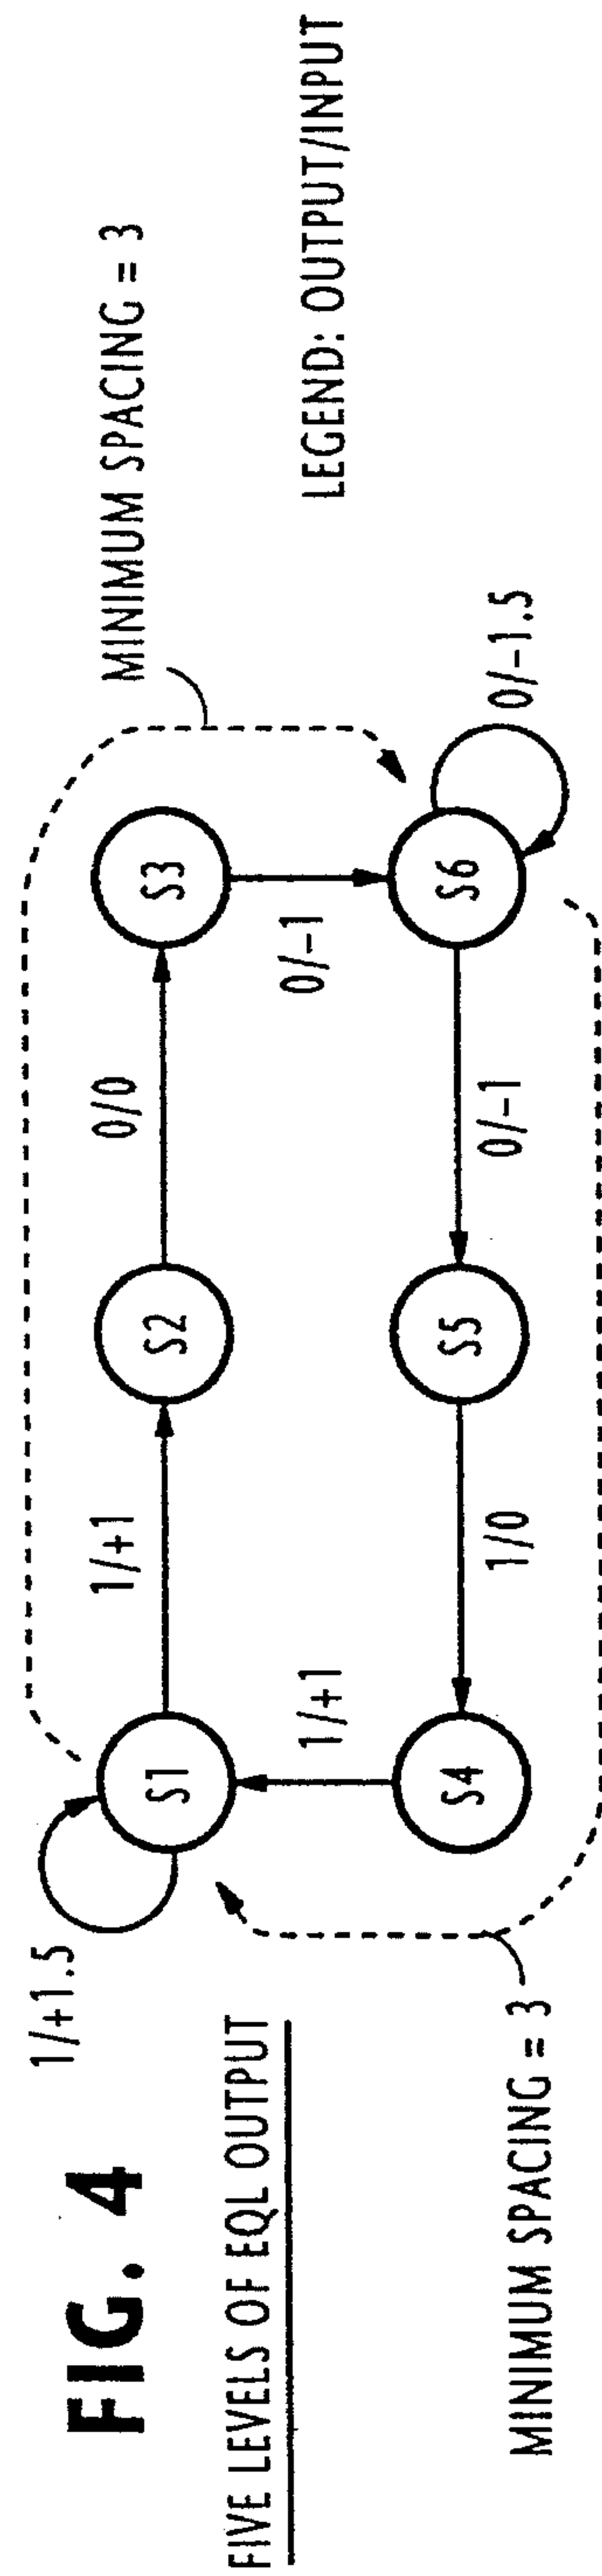 FIG. 4
FIVE LEVELS OF EQL OUTPUT
1/+1.5
S1
1/+1
S2
0/0
S3
MINIMUM SPACING = 3
1/+1
0/-1
LEGEND: OUTPUT/INPUT
S4
1/0
S5
0/-1
S6
0/-1.5
MINIMUM SPACING = 3